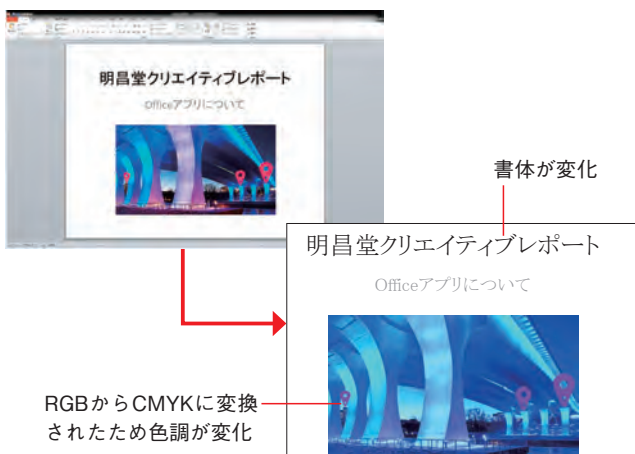 明昌堂クリエイティブレポート
Officeアプリについて
書体が変化
明昌堂クリエイティブレポート
Officeアプリについて
RGBからCMYKに変換
されたため色調が変化